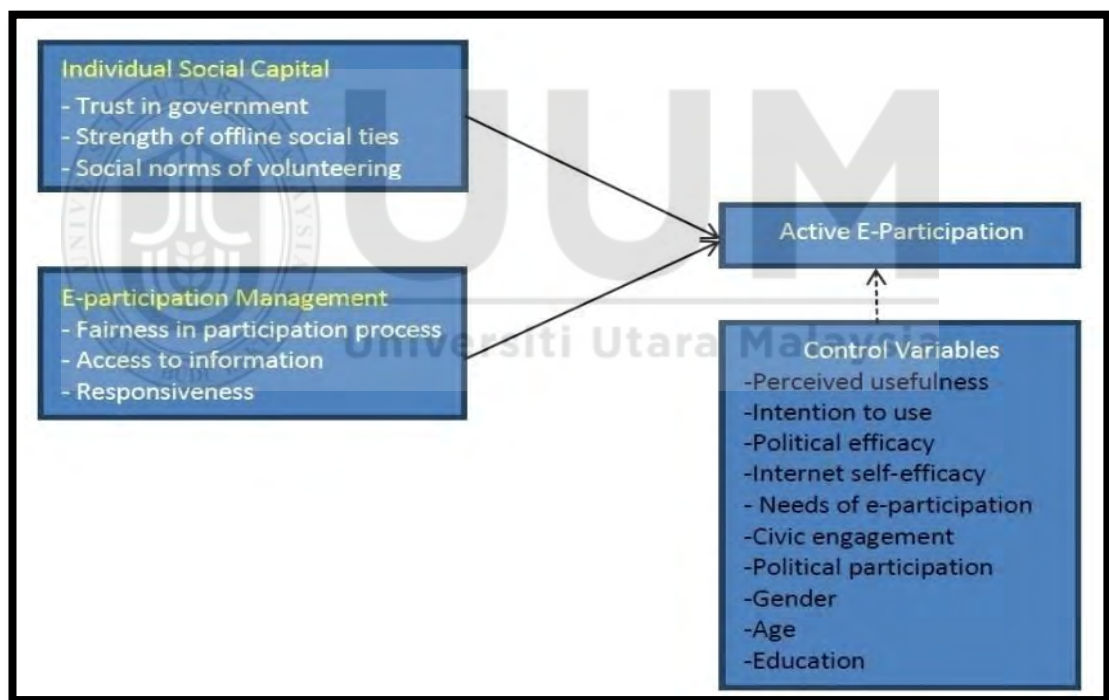 Individual Social Capital
- Trust in government
- Strength of offline social ties
- Social norms of volunteering
E-participation Management
- Fairness in participation process
- Access to information
- Responsiveness
Active E-Participation
Control Variables
-Perceived usefulness
-Intention to use
-Political efficacy
-Internet self-efficacy
- Needs of e-participation
-Civic engagement
-Political participation
-Gender
-Age
-Education
UUM
Universiti Utara Malaysia